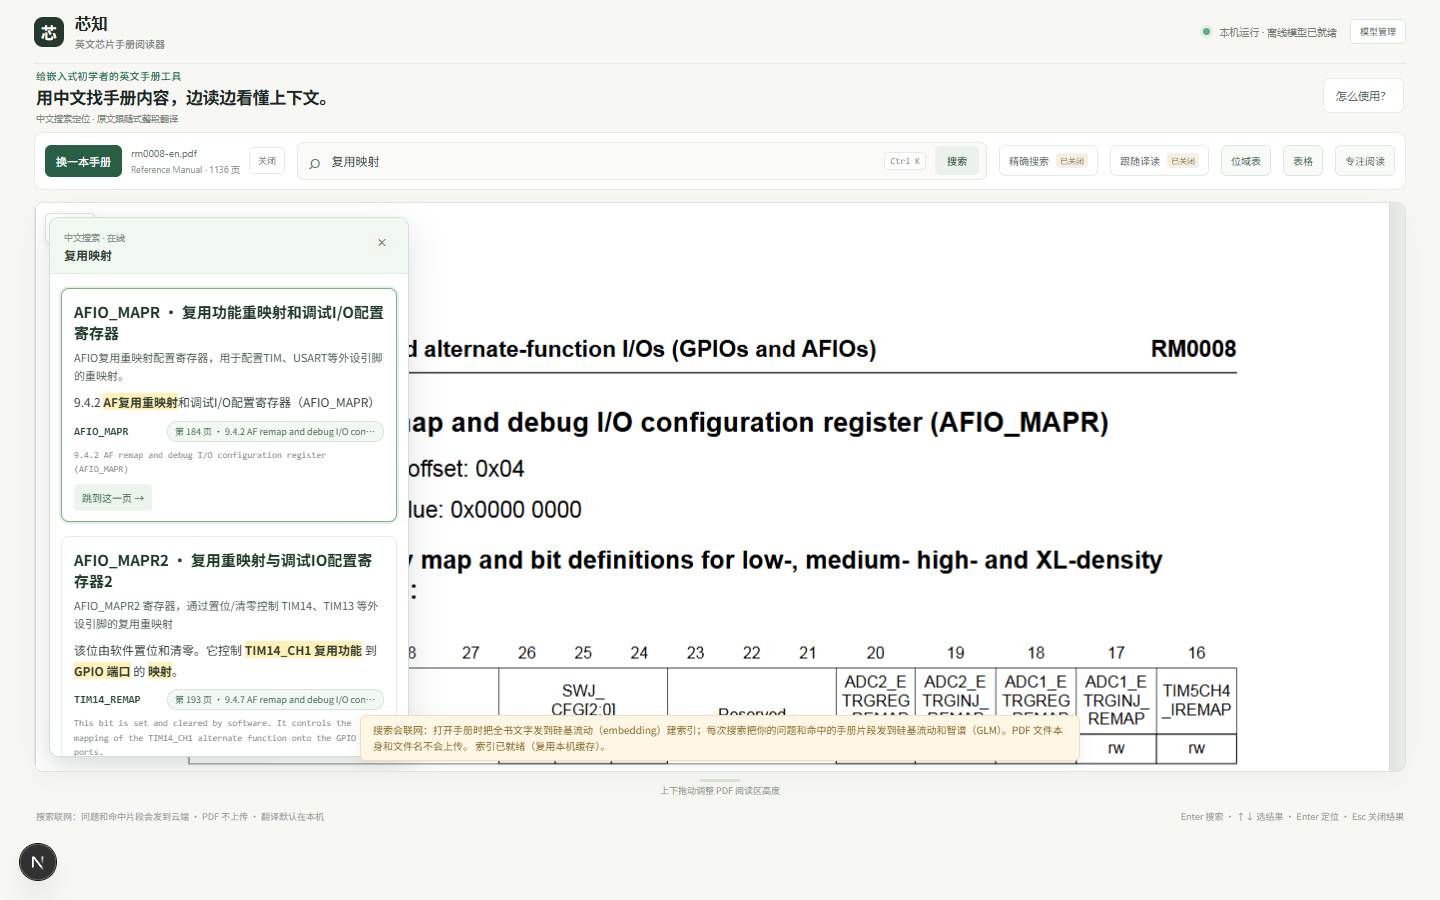 芯
芯知
英文芯片手册阅读器
本机运行 · 离线模型已就绪
模型管理
给嵌入式初学者的英文手册工具
用中文找手册内容，边读边看懂上下文。
中文搜索定位 · 原文跟随式整段翻译
怎么使用？
换一本手册
rm0008-en.pdf
Reference Manual · 1136 页
关闭
复用映射
Ctrl K
搜索
精确搜索 已关闭
跟随译读 已关闭
位域表
表格
专注阅读
中文搜索 · 在线
复用映射
×
AFIO_MAPR · 复用功能重映射和调试I/O配置
寄存器
AFIO复用重映射配置寄存器，用于配置TIM、USART等外设引脚
的重映射。
9.4.2 AF复用重映射和调试I/O配置寄存器（AFIO_MAPR）
AFIO_MAPR
第 184 页 · 9.4.2 AF remap and debug I/O con···
9.4.2 AF remap and debug I/O configuration register
(AFIO_MAPR)
跳到这一页 →
AFIO_MAPR2 · 复用重映射与调试IO配置寄
存器2
AFIO_MAPR2 寄存器，通过置位/清零控制 TIM14、TIM13 等外
设引脚的复用重映射
该位由软件置位和清零。它控制 TIM14_CH1 复用功能 到
GPIO 端口 的 映射。
TIM14_REMAP
第 193 页 · 9.4.7 AF remap and debug I/O con···
This bit is set and cleared by software. It controls the
mapping of the TIM14_CH1 alternate function onto the GPIO
ports.
d alternate-function I/Os (GPIOs and AFIOs)
RM0008
ap and debug I/O configuration register (AFIO_MAPR)
offset: 0x04
lue: 0x0000 0000
y map and bit definitions for low-, medium- high- and XL-density
:
8 27 26 25 24 23 22 21 20 19 18 17 16
SWJ_
CFG[2:0]
Reserved
ADC2_E
TRGREG
_REMAP
ADC2_E
TRGINJ_
REMAP
ADC1_E
TRGREG
_REMAP
ADC1_E
TRGINJ_
_REMAP
TIM5CH4
_IREMAP
rw rw
搜索会联网：打开手册时把全书文字发到硅基流动（embedding）建索引；每次搜索把你的问题和命中的手册片段发到硅基流动和智谱（GLM）。PDF 文件本
身和文件名不会上传。 索引已就绪（复用本机缓存）。
上下拖动调整 PDF 阅读区高度
搜索联网：问题和命中片段会发到云端 · PDF 不上传 · 翻译默认在本机
Enter 搜索 · ↑↓ 选结果 · Enter 定位 · Esc 关闭结果
N